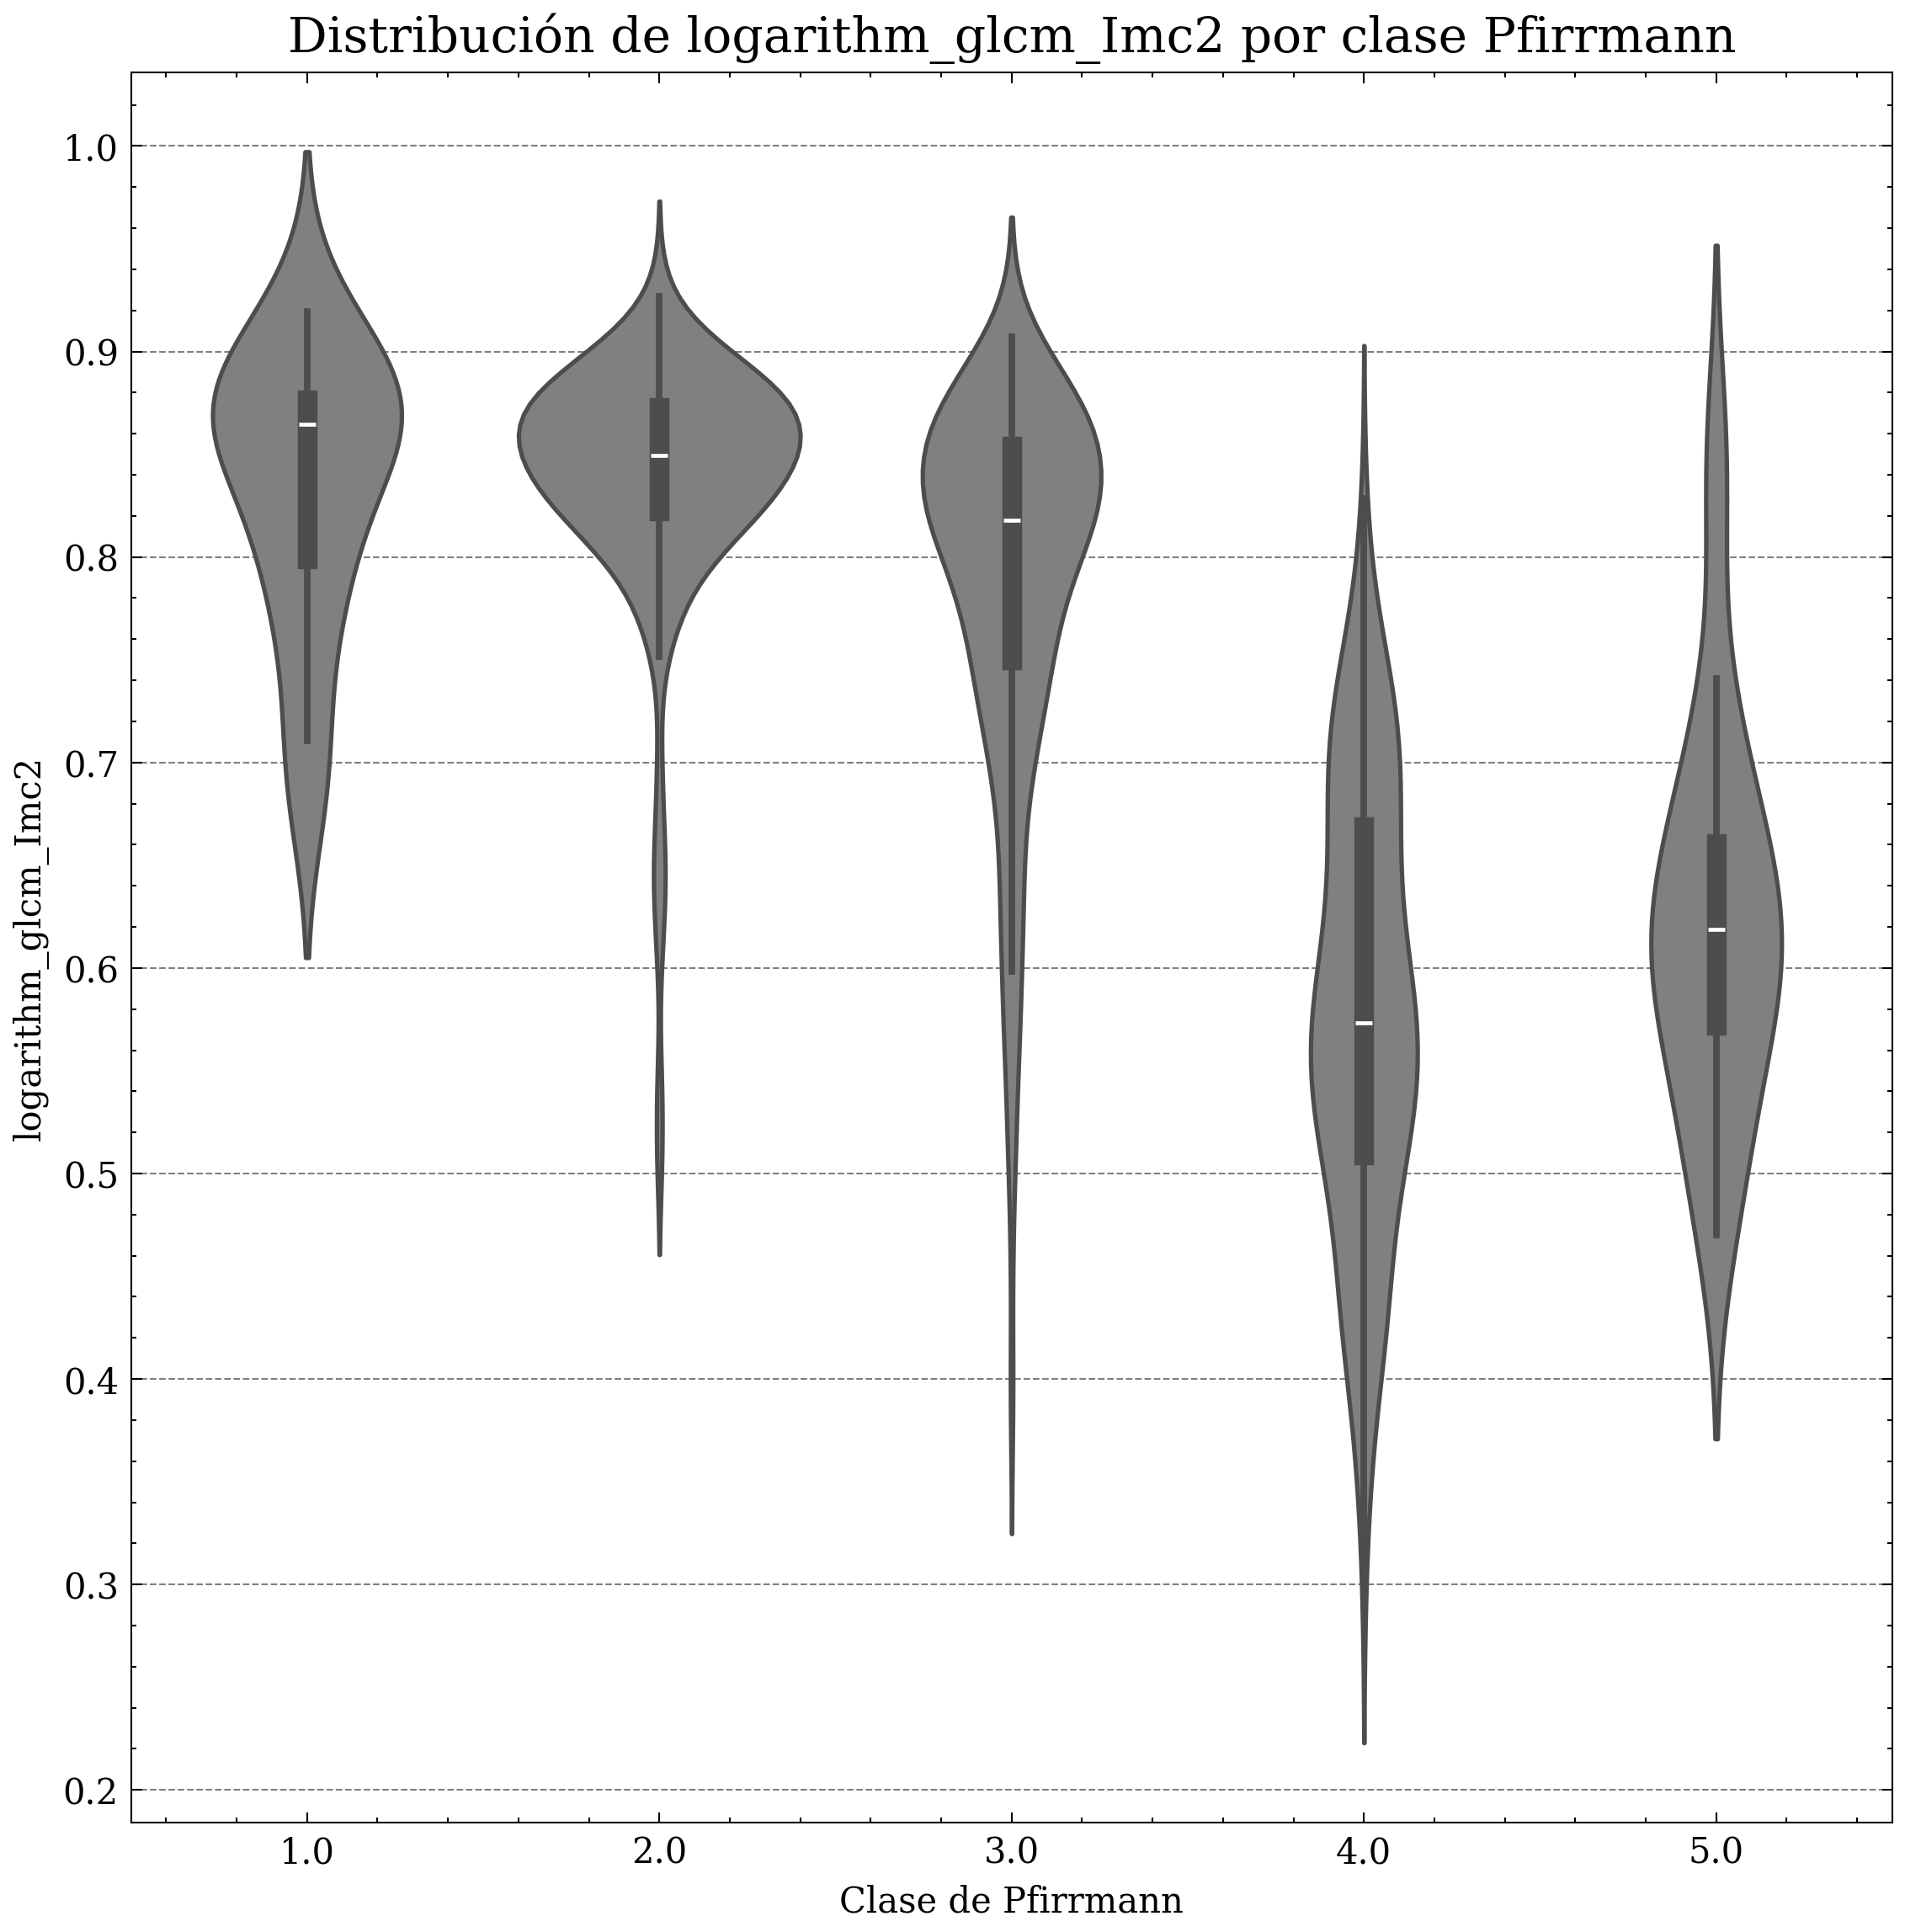 Distribución de logarithm_glcm_Imc2 por clase Pfirrmann
logarithm_glcm_Imc2
1.0
0.9
0.8
0.7
0.6
0.5
0.4
0.3
0.2
1.0 2.0 3.0 4.0 5.0
Clase de Pfirrmann